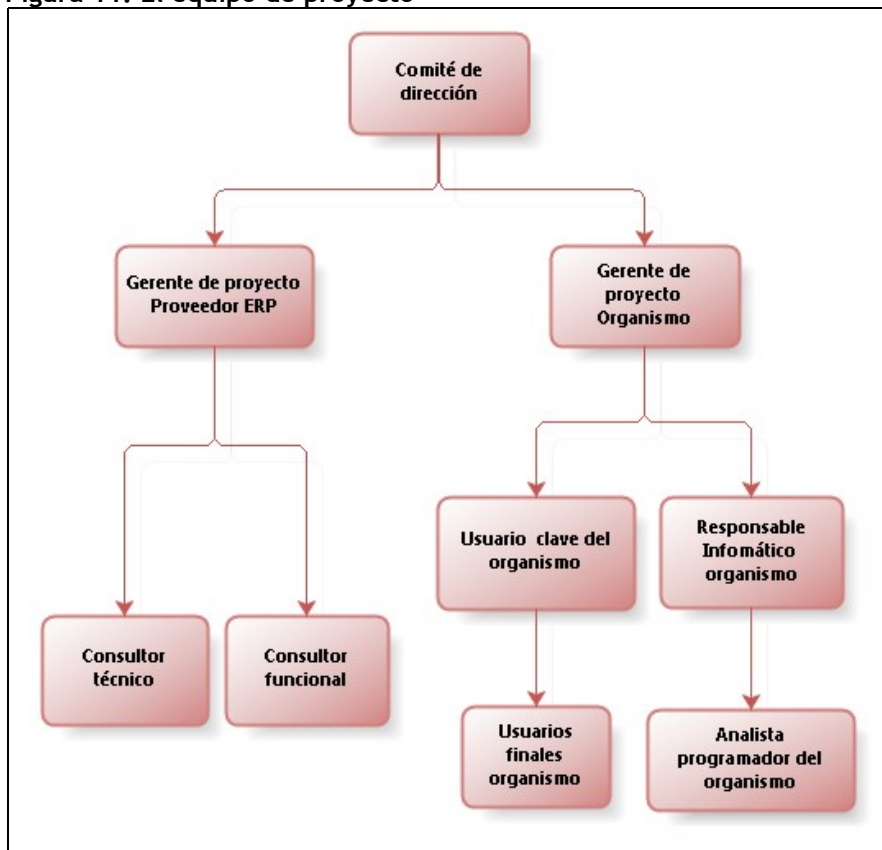 Figura 11. El equipo de proyecto
Comité de
dirección
Gerente de proyecto
Proveedor ERP
Gerente de
proyecto
Organismo
Usuario clave del
organismo
Responsable
Infomático
organismo
Consultor
técnico
Consultor
funcional
Usuarios
finales
organismo
Analista
programador del
organismo